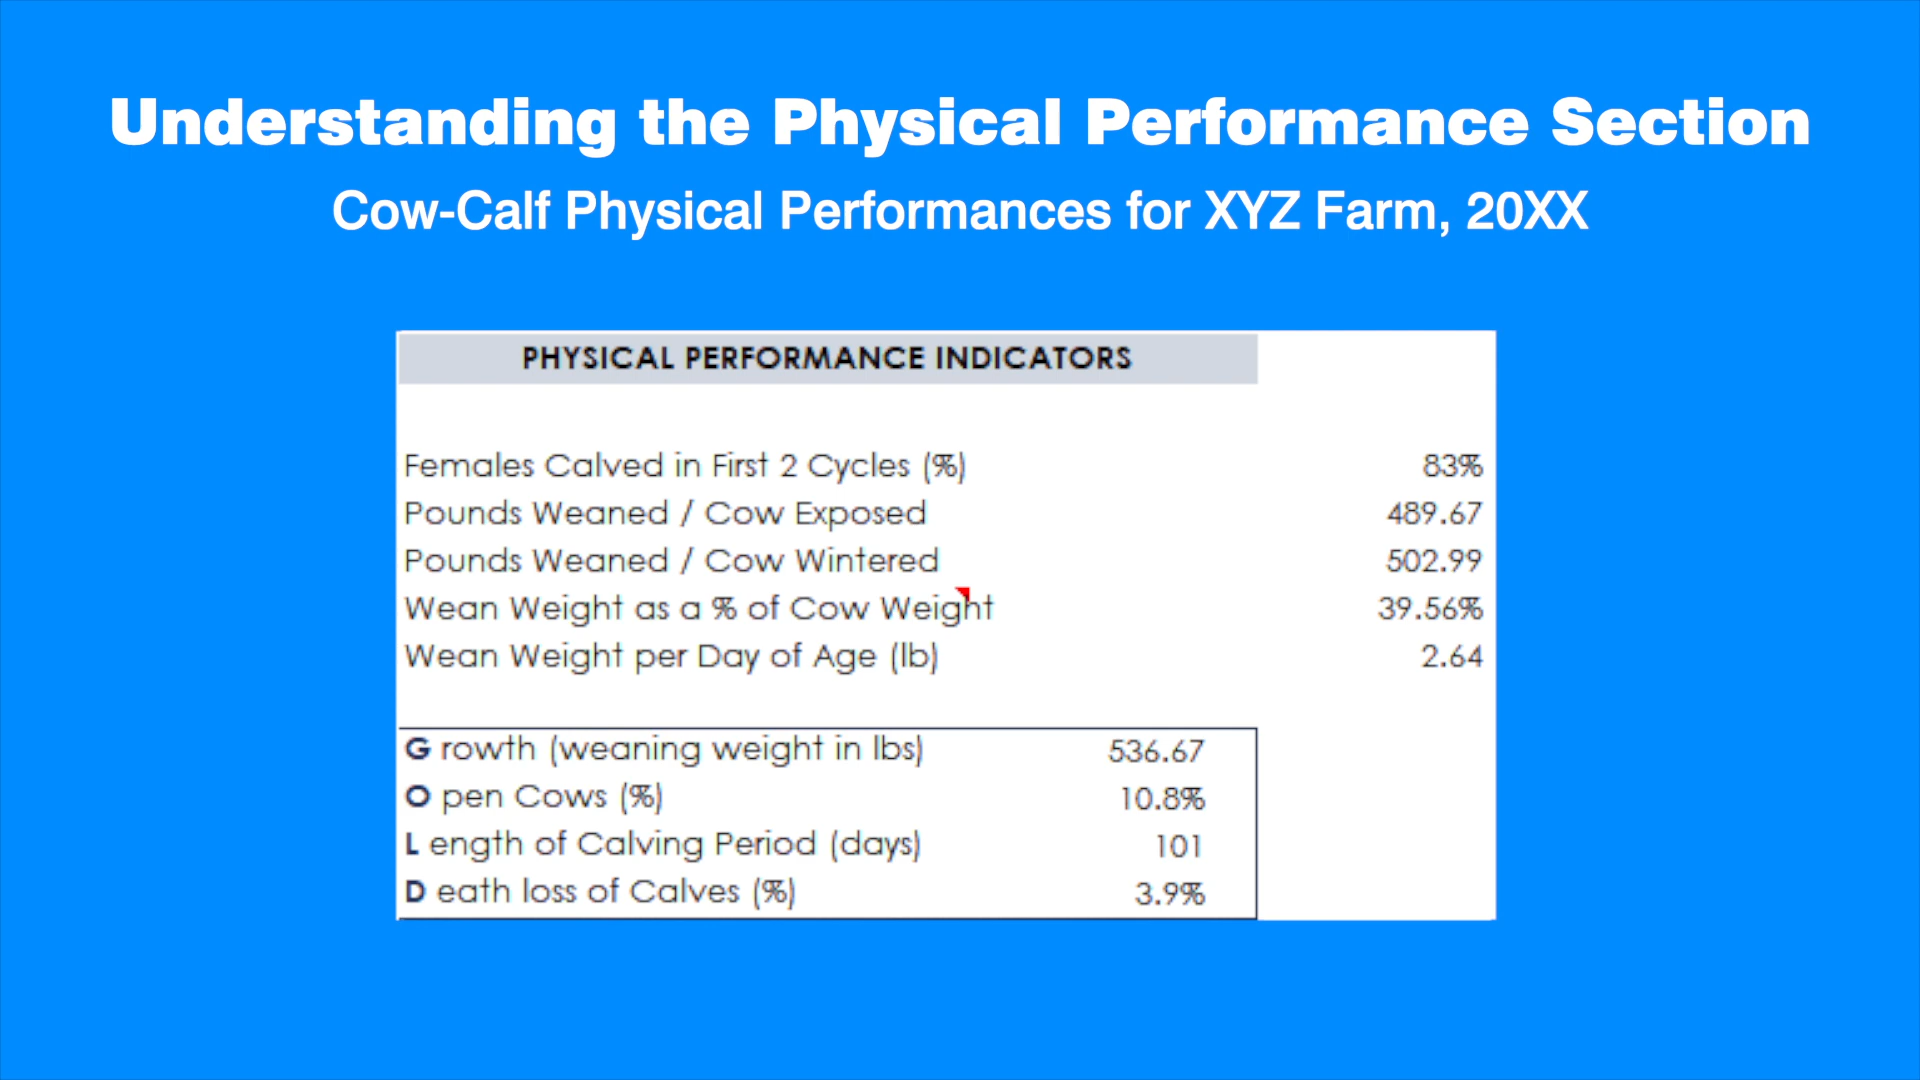 Understanding the Physical Performance Section
Cow-Calf Physical Performances for XYZ Farm, 20XX
PHYSICAL PERFORMANCE INDICATORS
Females Calved in First 2 Cycles (%) 83%
Pounds Weaned / Cow Exposed 489.67
Pounds Weaned / Cow Wintered 502.99
Wean Weight as a % of Cow Weight 39.56%
Wean Weight per Day of Age (lb) 2.64
G rowth (weaning weight in lbs) 536.67
O pen Cows (%) 10.8%
L ength of Calving Period (days) 101
D eath loss of Calves (%) 3.9%